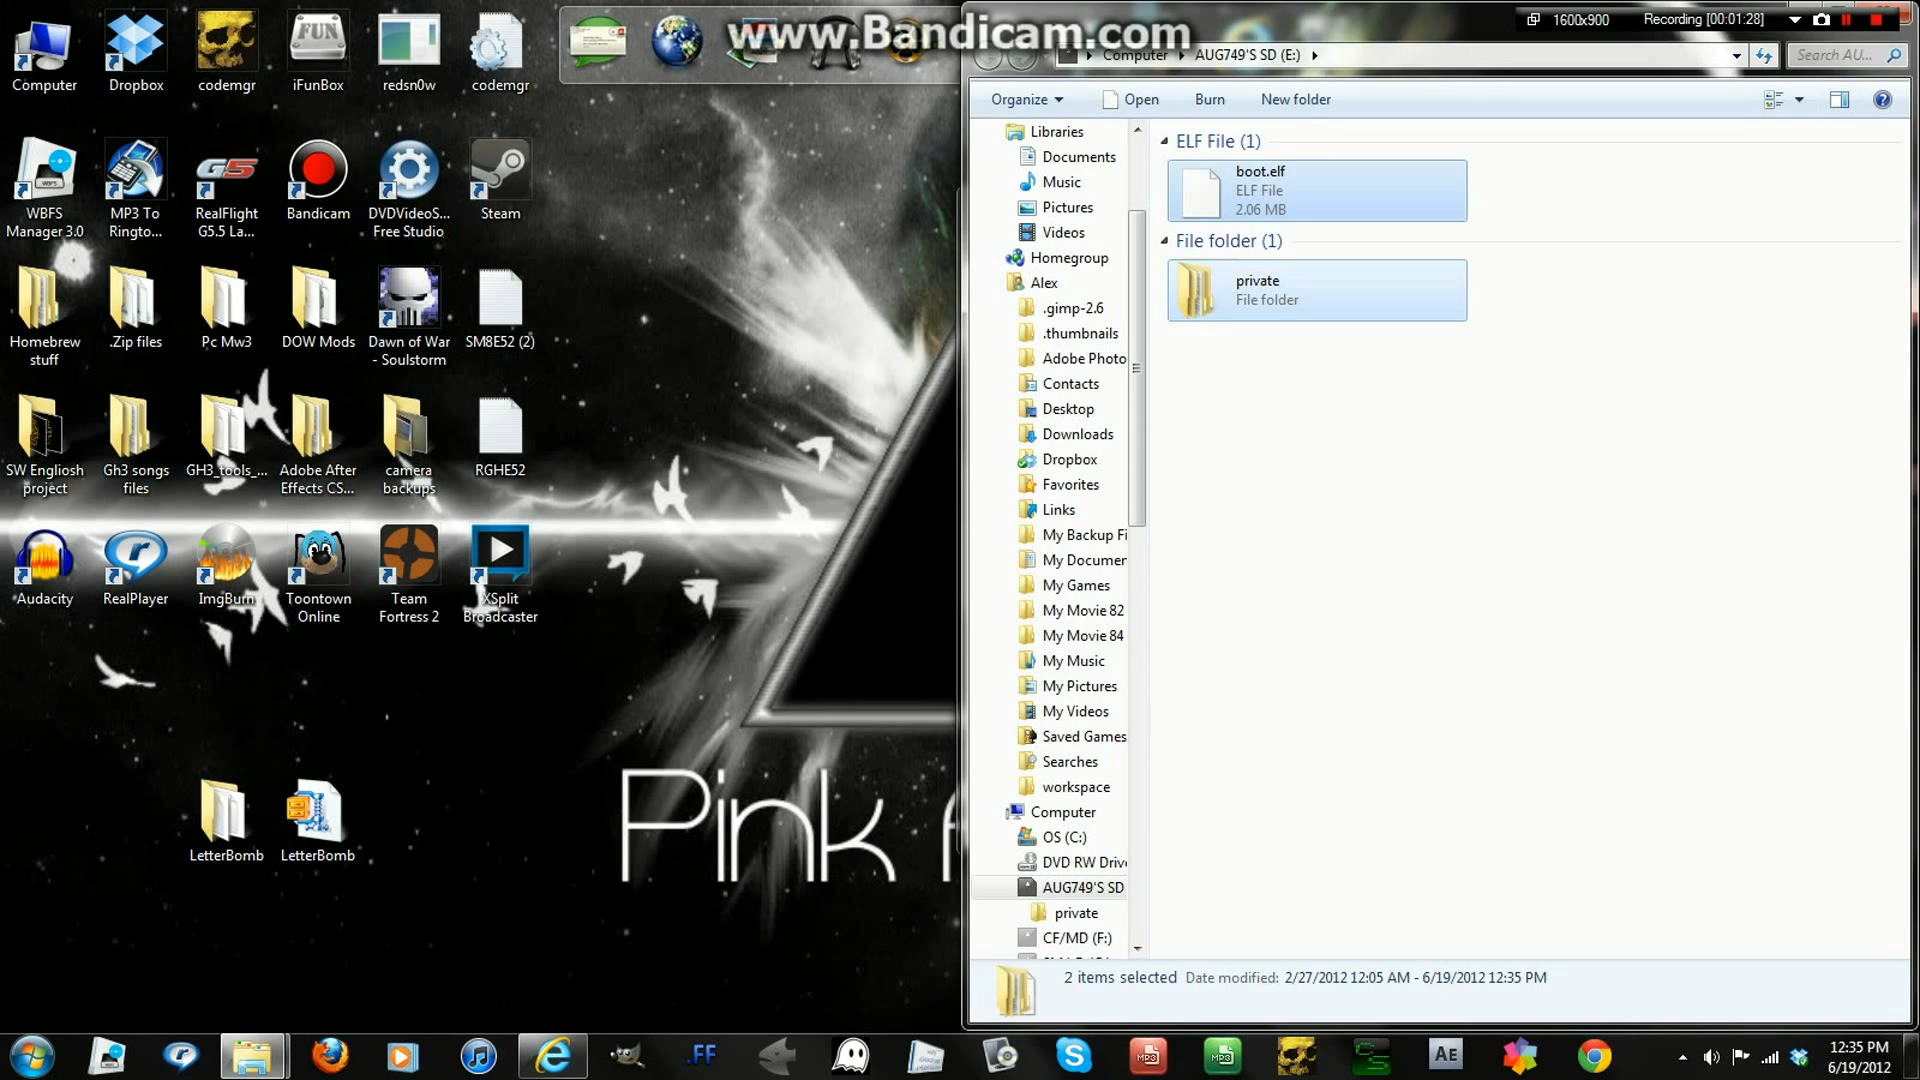 www.Bandicam.com
1600x900
Recording [00:01:28]
Computer
AUG749'S SD (E:)
Search AU...
Organize
Open
Burn
New folder
Computer
Dropbox
codemgr
iFunBox
redsn0w
codemgr
WBFS Manager 3.0
MP3 To Ringto...
RealFlight G5.5 La...
Bandicam
DVDVideoS... Free Studio
Steam
Homebrew stuff
.Zip files
Pc Mw3
DOW Mods
Dawn of War - Soulstorm
SM8E52 (2)
SW Engliosh project
Gh3 songs files
GH3_tools_...
Adobe After Effects CS...
camera backups
RGHE52
Audacity
RealPlayer
ImgBurn
Toontown Online
Team Fortress 2
XSplit Broadcaster
LetterBomb
LetterBomb
FUN
G5
Pink
Libraries
Documents
Music
Pictures
Videos
Homegroup
Alex
.gimp-2.6
.thumbnails
Adobe Photo
Contacts
Desktop
Downloads
Dropbox
Favorites
Links
My Backup Fi
My Documen
My Games
My Movie 82
My Movie 84
My Music
My Pictures
My Videos
Saved Games
Searches
workspace
Computer
OS (C:)
DVD RW Drive
AUG749'S SD
private
CF/MD (F:)
ELF File (1)
boot.elf
ELF File
2.06 MB
File folder (1)
private
File folder
2 items selected
Date modified: 2/27/2012 12:05 AM - 6/19/2012 12:35 PM
.FF
MP3
MP3
AE
12:35 PM
6/19/2012